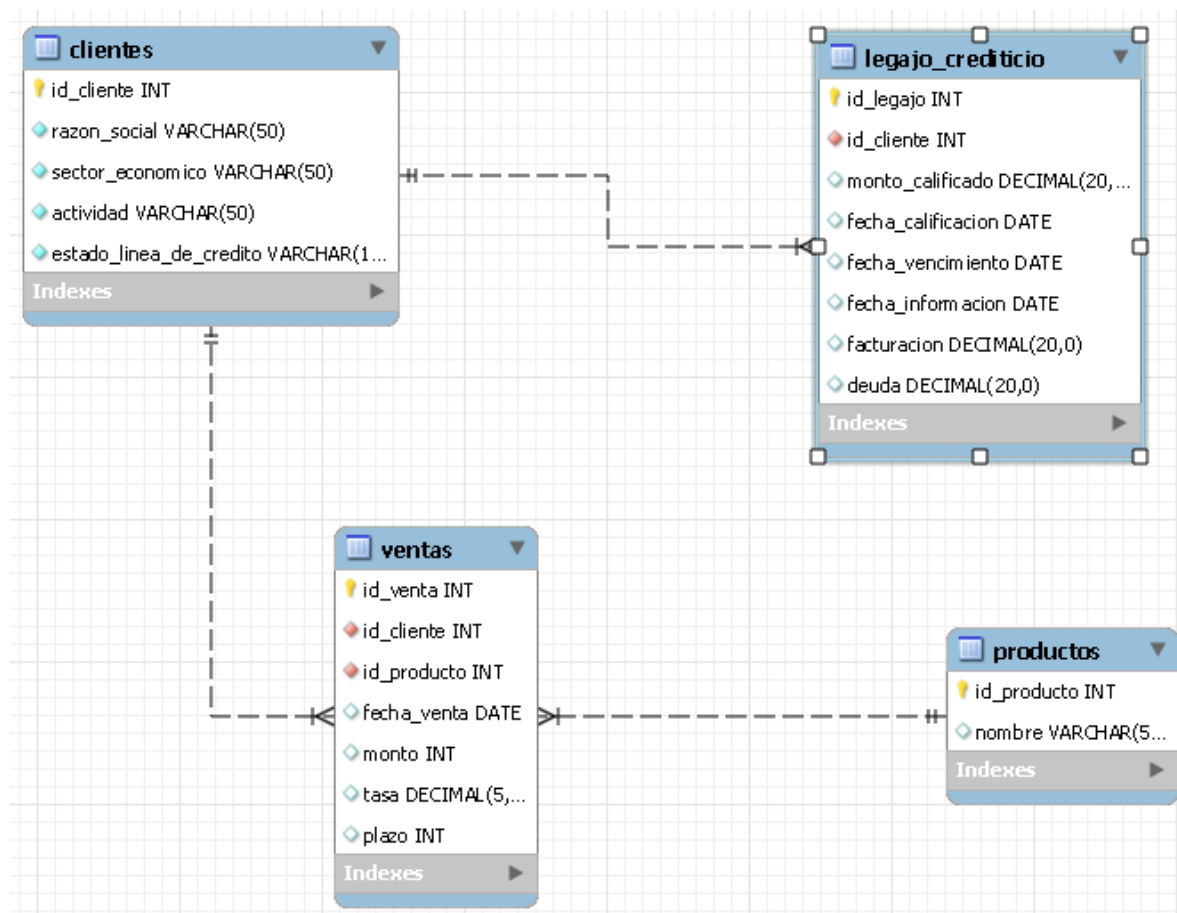 clientes
id_cliente INT
razon_social VARCHAR(50)
sector_economico VARCHAR(50)
actividad VARCHAR(50)
estado_linea_de_credito VARCHAR(1...
Indexes
legajo_crediticio
id_legajo INT
id_cliente INT
monto_calificado DECIMAL(20,...
fecha_calificacion DATE
fecha_vencimiento DATE
fecha_informacion DATE
facturacion DECIMAL(20,0)
deuda DECIMAL(20,0)
Indexes
ventas
id_venta INT
id_cliente INT
id_producto INT
fecha_venta DATE
monto INT
tasa DECIMAL(5,...
plazo INT
Indexes
productos
id_producto INT
nombre VARCHAR(5...
Indexes